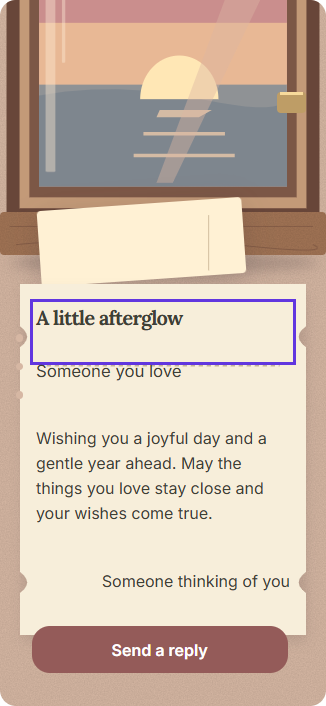 A little afterglow
Someone you love
Wishing you a joyful day and a
gentle year ahead. May the
things you love stay close and
your wishes come true.
Someone thinking of you
Send a reply